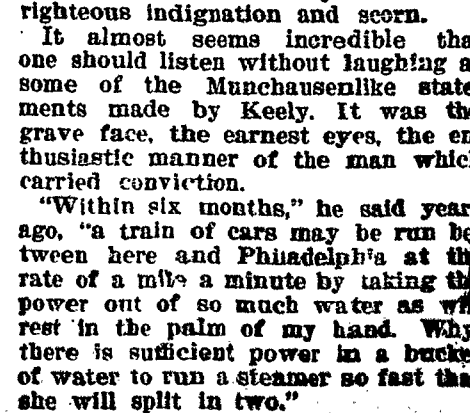 righteous indignation and scorn.
It almost seems incredible tha
one should listen without laughing a
some of the Munchausenlike state
ments made by Keely. It was th
grave face, the earnest eyes, the en
thusiastic manner of the man whic
carried conviction.
"Within six months," he said year
ago, "a train of cars may be run be
tween here and Philadelphia at th
rate of a mile a minute by taking th
power out of so much water as wi
rest in the palm of my hand. Why
there is sufficient power in a bucke
of water to run a steamer so fast tha
she will split in two."